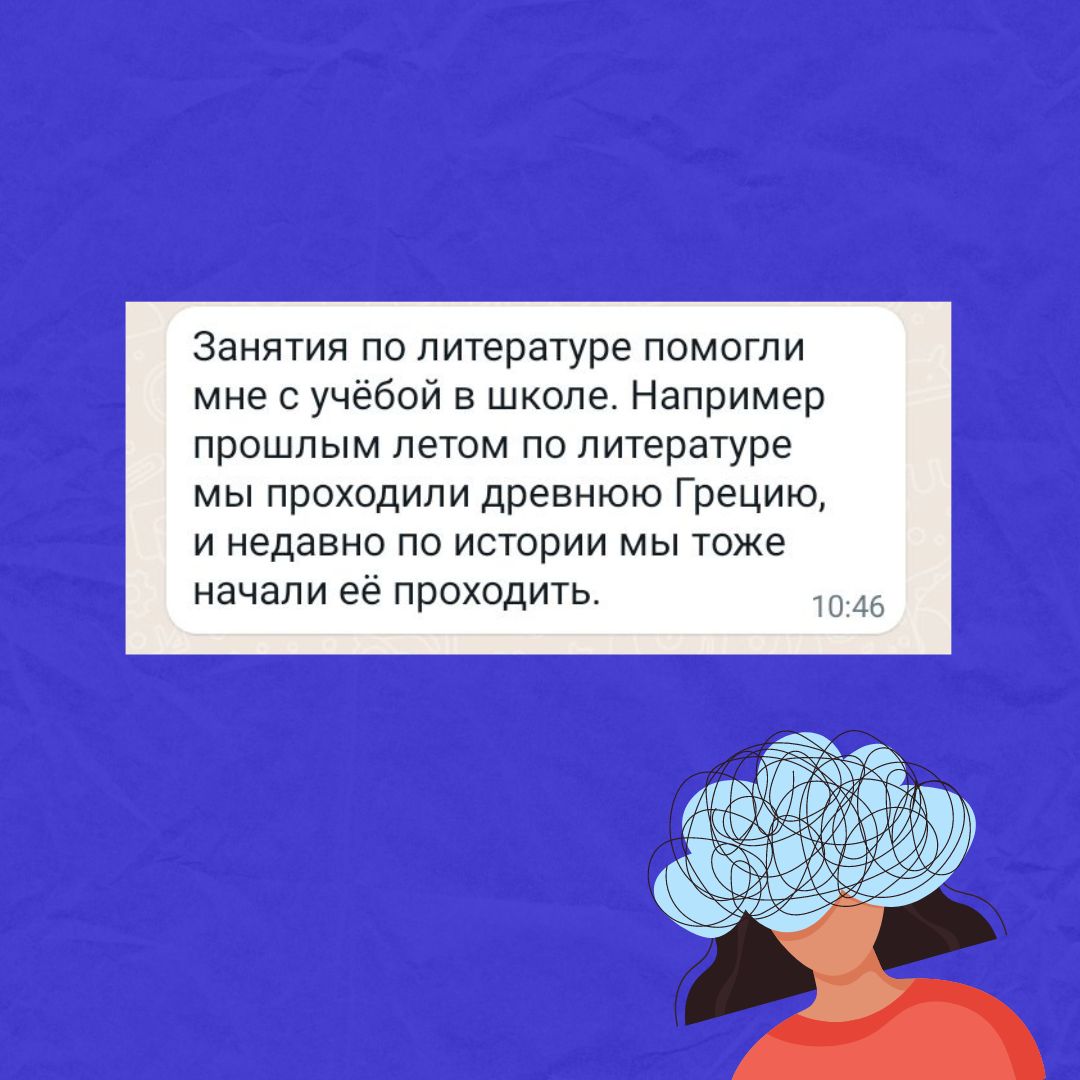 Занятия по литературе помогли
мне с учёбой в школе. Например
прошлым летом по литературе
мы проходили древнюю Грецию,
и недавно по истории мы тоже
начали её проходить.
10:46